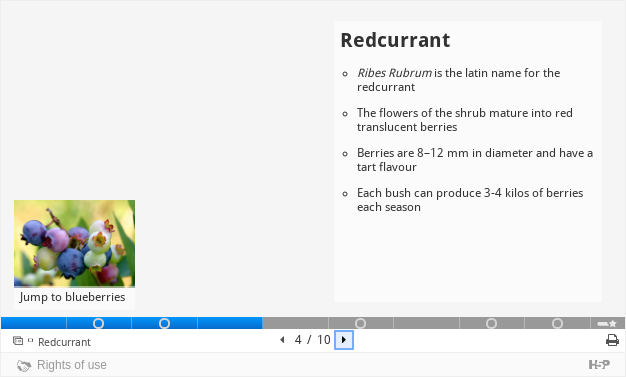 Redcurrant
Ribes Rubrum is the latin name for the
redcurrant
The flowers of the shrub mature into red
translucent berries
Berries are 8–12 mm in diameter and have a
tart flavour
Each bush can produce 3-4 kilos of berries
each season
Jump to blueberries
Redcurrant
4 / 10
Rights of use
H5P